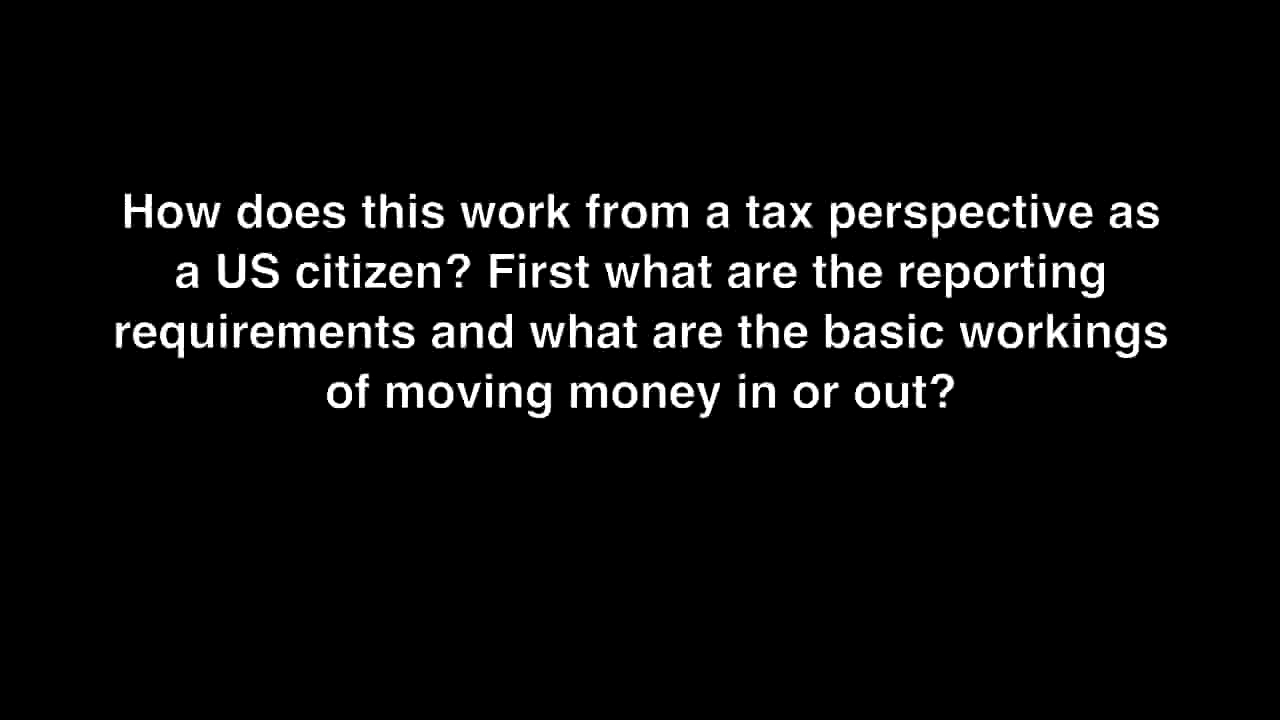 How does this work from a tax perspective as
a US citizen? First what are the reporting
requirements and what are the basic workings
of moving money in or out?